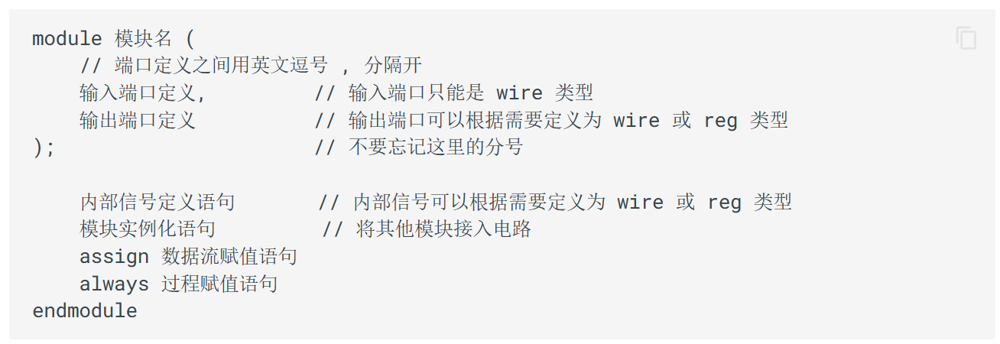 module 模块名 (
    // 端口定义之间用英文逗号 , 分隔开
    输入端口定义,         // 输入端口只能是 wire 类型
    输出端口定义          // 输出端口可以根据需要定义为 wire 或 reg 类型
);                      // 不要忘记这里的分号
    内部信号定义语句       // 内部信号可以根据需要定义为 wire 或 reg 类型
    模块实例化语句         // 将其他模块接入电路
    assign 数据流赋值语句
    always 过程赋值语句
endmodule